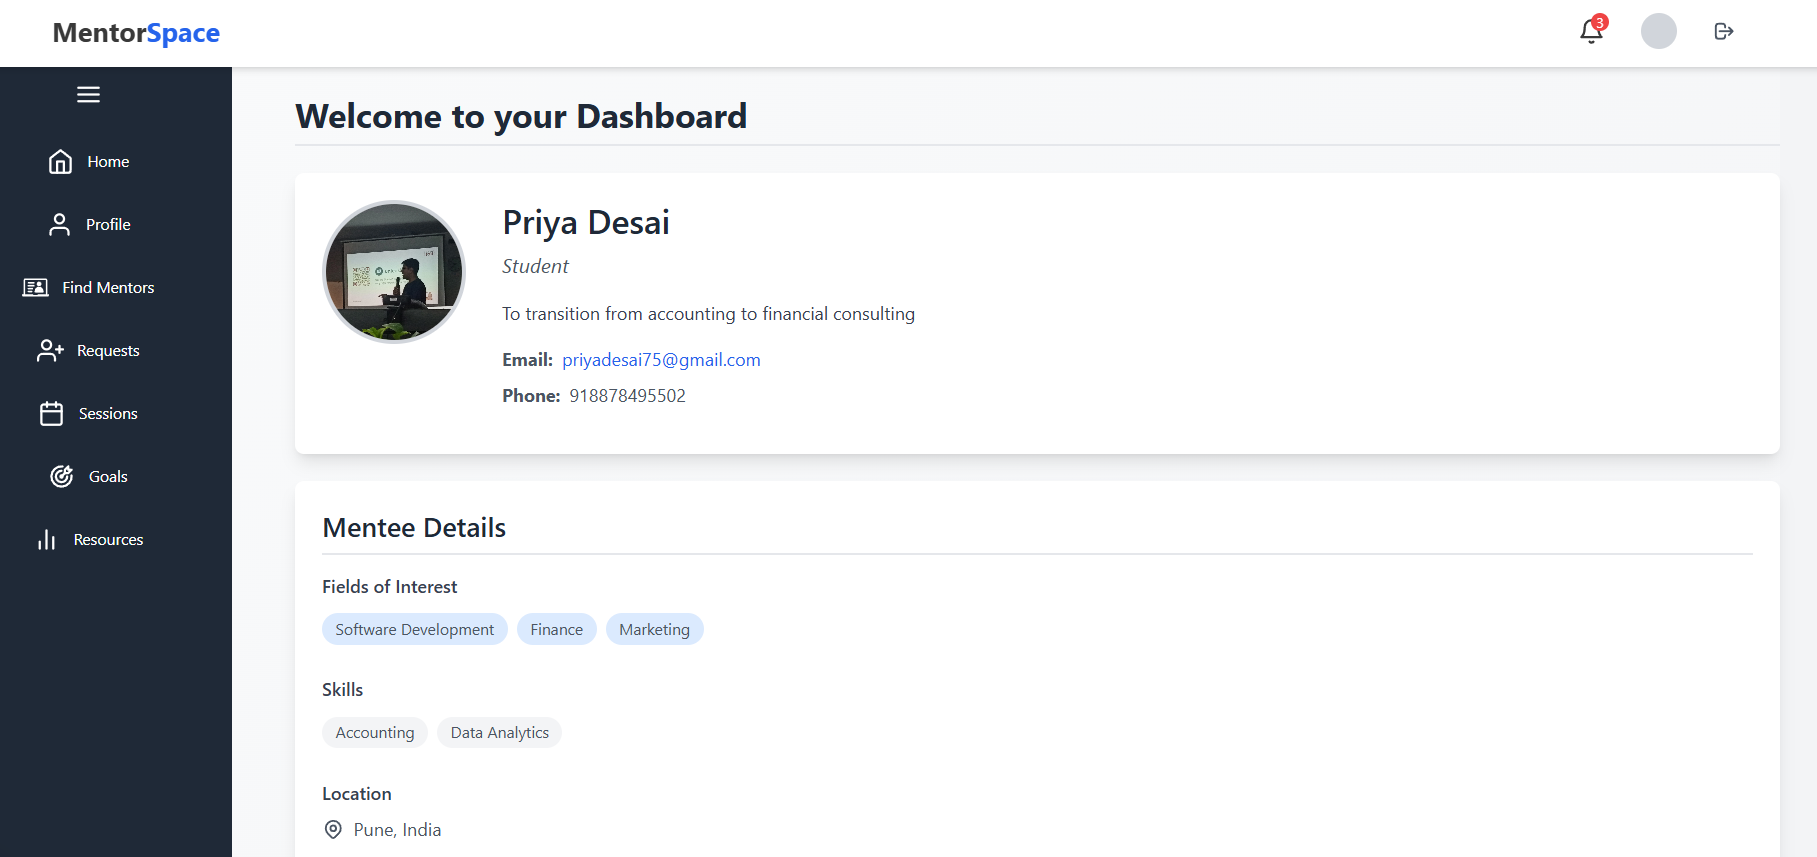 MentorSpace
3
Home
Profile
Find Mentors
Requests
Sessions
Goals
Resources
Welcome to your Dashboard
Priya Desai
Student
To transition from accounting to financial consulting
Email: priyadesai75@gmail.com
Phone: 918878495502
Mentee Details
Fields of Interest
Software Development Finance Marketing
Skills
Accounting Data Analytics
Location
Pune, India